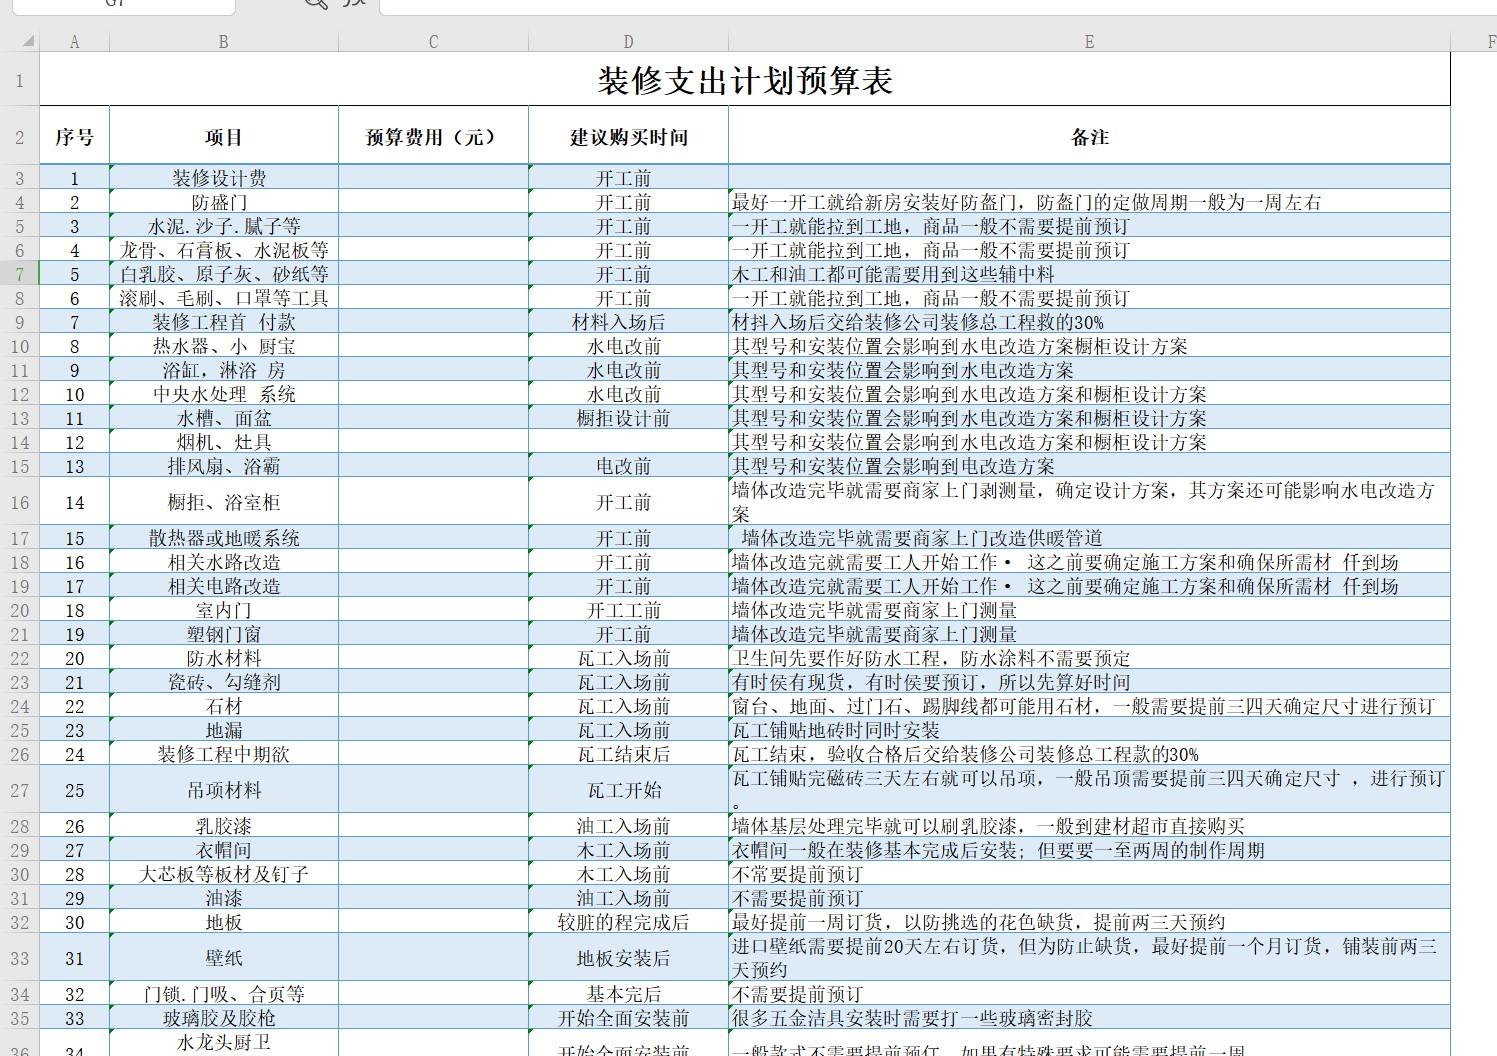 A B C D E F
1 装修支出计划预算表
2 序号 项目 预算费用（元） 建议购买时间 备注
3 1 装修设计费 开工前
4 2 防盛门 开工前 最好一开工就给新房安装好防盗门，防盗门的定做周期一般为一周左右
5 3 水泥.沙子.腻子等 开工前 一开工就能拉到工地，商品一般不需要提前预订
6 4 龙骨、石膏板、水泥板等 开工前 一开工就能拉到工地，商品一般不需要提前预订
7 5 白乳胶、原子灰、砂纸等 开工前 木工和油工都可能需要用到这些辅中料
8 6 滚刷、毛刷、口罩等工具 开工前 一开工就能拉到工地，商品一般不需要提前预订
9 7 装修工程首 付款 材料入场后 材抖入场后交给装修公司装修总工程救的30%
10 8 热水器、小 厨宝 水电改前 其型号和安装位置会影响到水电改造方案橱柜设计方案
11 9 浴缸，淋浴 房 水电改前 其型号和安装位置会影响到水电改造方案
12 10 中央水处理 系统 水电改前 其型号和安装位置会影响到水电改造方案和橱柜设计方案
13 11 水槽、面盆 橱拒设计前 其型号和安装位置会影响到水电改造方案和橱柜设计方案
14 12 烟机、灶具 其型号和安装位置会影响到水电改造方案和橱柜设计方案
15 13 排风扇、浴霸 电改前 其型号和安装位置会影响到电改造方案
16 14 橱拒、浴室柜 开工前 墙体改造完毕就需要商家上门剥测量，确定设计方案，其方案还可能影响水电改造方
案
17 15 散热器或地暖系统 开工前 墙体改造完毕就需要商家上门改造供暖管道
18 16 相关水路改造 开工前 墙体改造完就需要工人开始工作• 这之前要确定施工方案和确保所需材 仟到场
19 17 相关电路改造 开工前 墙体改造完就需要工人开始工作• 这之前要确定施工方案和确保所需材 仟到场
20 18 室内门 开工工前 墙体改造完毕就需要商家上门测量
21 19 塑钢门窗 开工前 墙体改造完毕就需要商家上门测量
22 20 防水材料 瓦工入场前 卫生间先要作好防水工程，防水涂料不需要预定
23 21 瓷砖、勾缝剂 瓦工入场前 有时侯有现货，有时侯要预订，所以先算好时间
24 22 石材 瓦工入场前 窗台、地面、过门石、踢脚线都可能用石材，一般需要提前三四天确定尺寸进行预订
25 23 地漏 瓦工入场前 瓦工铺贴地砖时同时安装
26 24 装修工程中期欲 瓦工结束后 瓦工结束，验收合格后交给装修公司装修总工程款的30%
27 25 吊项材料 瓦工开始 瓦工铺贴完磁砖三天左右就可以吊项，一般吊顶需要提前三四天确定尺寸 ，进行预订
。
28 26 乳胶漆 油工入场前 墙体基层处理完毕就可以刷乳胶漆，一般到建材超市直接购买
29 27 衣帽间 木工入场前 衣帽间一般在装修基本完成后安装；但要要一至两周的制作周期
30 28 大芯板等板材及钉子 木工入场前 不常要提前预订
31 29 油漆 油工入场前 不需要提前预订
32 30 地板 较脏的程完成后 最好提前一周订货，以防挑选的花色缺货，提前两三天预约
33 31 壁纸 地板安装后 进口壁纸需要提前20天左右订货，但为防止缺货，最好提前一个月订货，铺装前两三
天预约
34 32 门锁.门吸、合页等 基本完后 不需要提前预订
35 33 玻璃胶及胶枪 开始全面安装前 很多五金洁具安装时需要打一些玻璃密封胶
36 34 水龙头厨卫 开始全面安装前